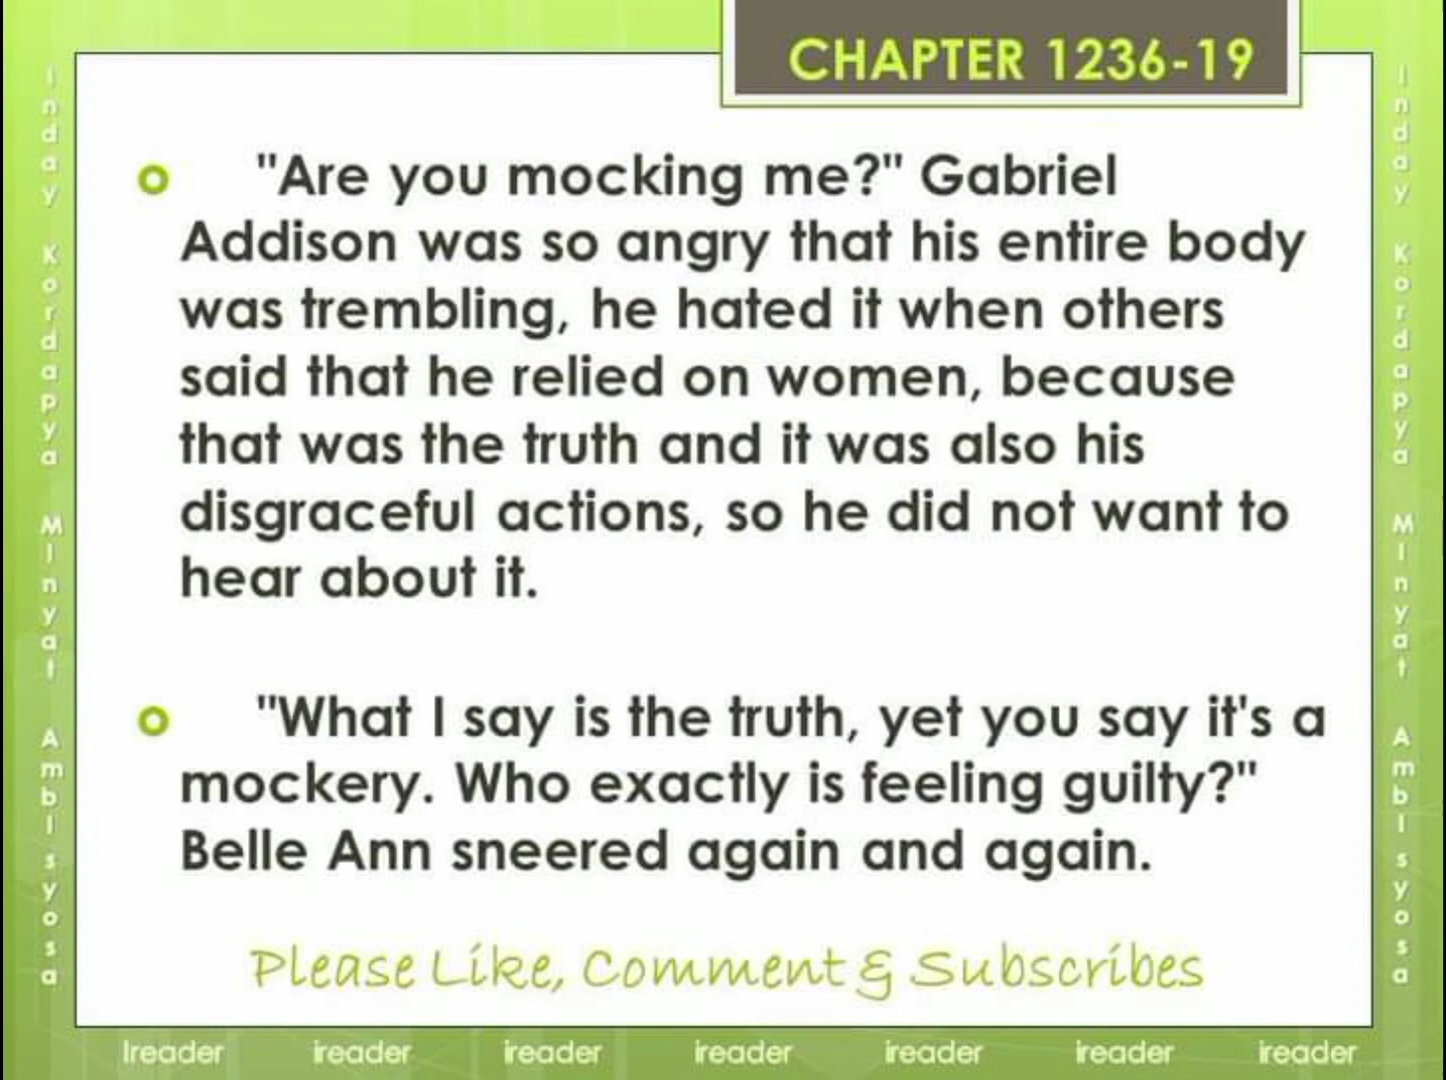 CHAPTER 1236-19
"Are you mocking me?" Gabriel
Addison was so angry that his entire body
was trembling, he hated it when others
said that he relied on women, because
that was the truth and it was also his
disgraceful actions, so he did not want to
hear about it.
"What I say is the truth, yet you say it's a
mockery. Who exactly is feeling guilty?"
Belle Ann sneered again and again.
Please Like, Comment & Subscribes
Inday Kordapya MInyat AmbIsyosa
Inday Kordapya MInyat AmbIsyosa
Ireader ireader ireader ireader ireader ireader ireader